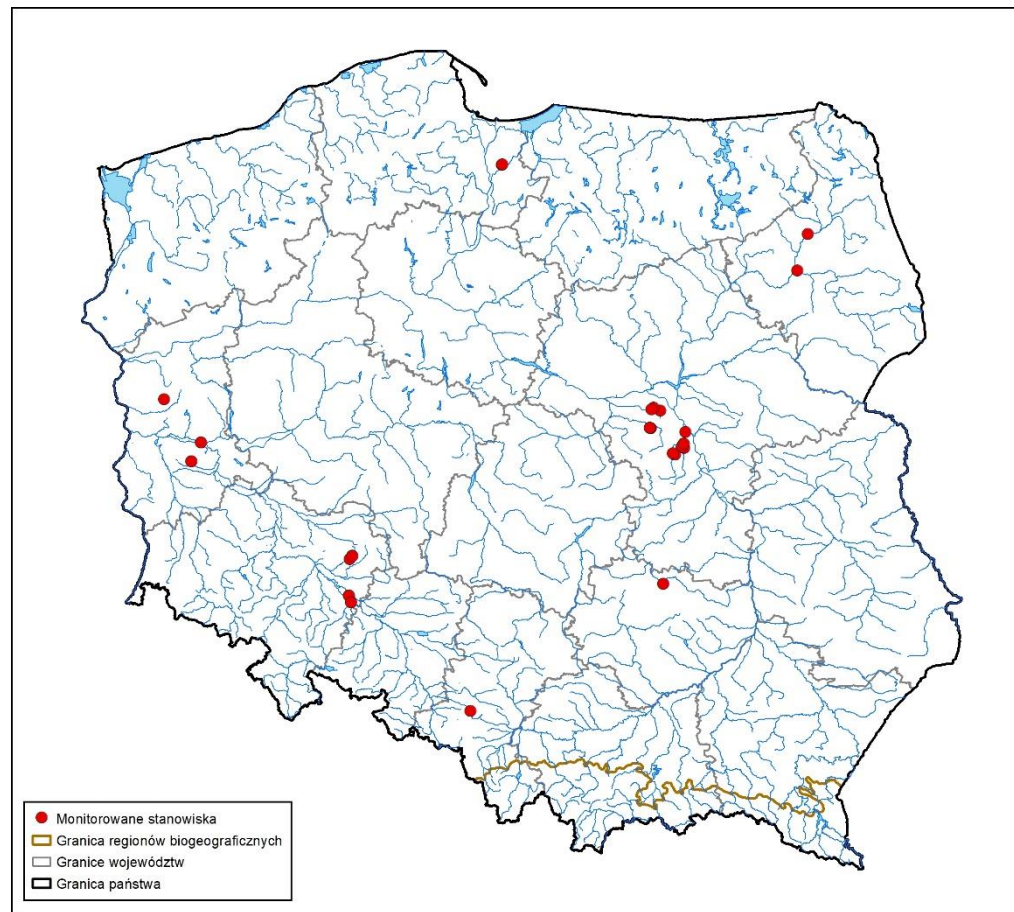 Monitorowane stanowiska
Granica regionów biogeograficznych
Granice województw
Granica państwa